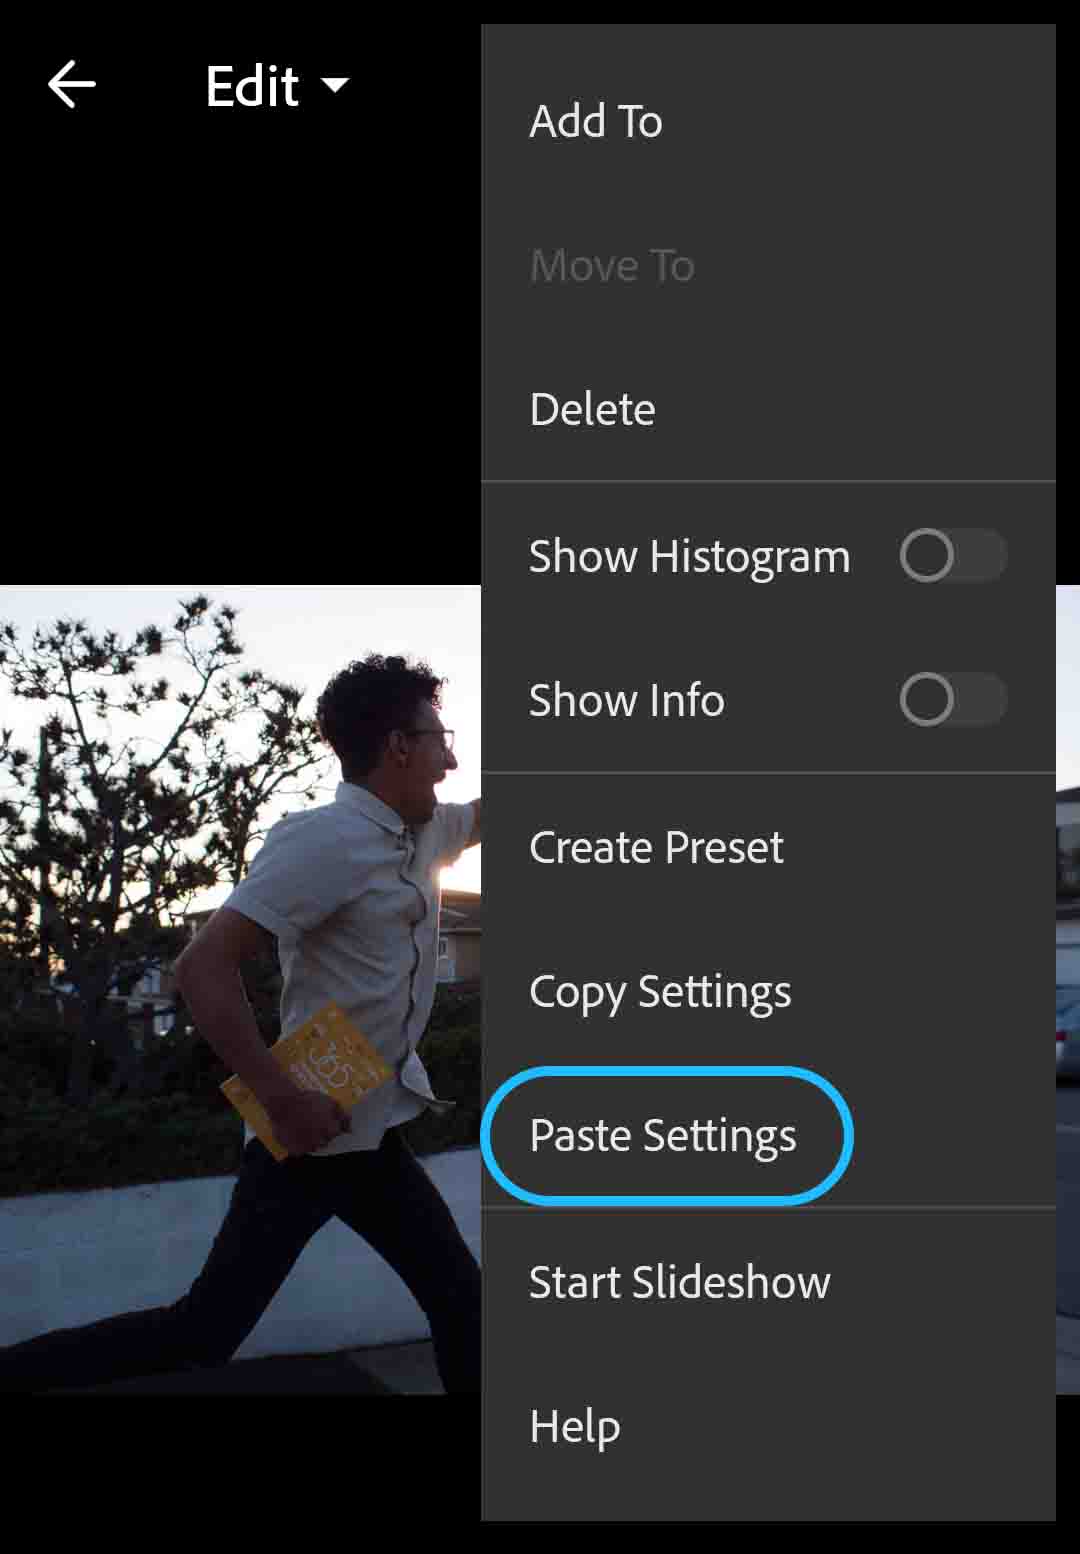 Edit
Add To
Move To
Delete
Show Histogram
Show Info
Create Preset
Copy Settings
Paste Settings
Start Slideshow
Help
365